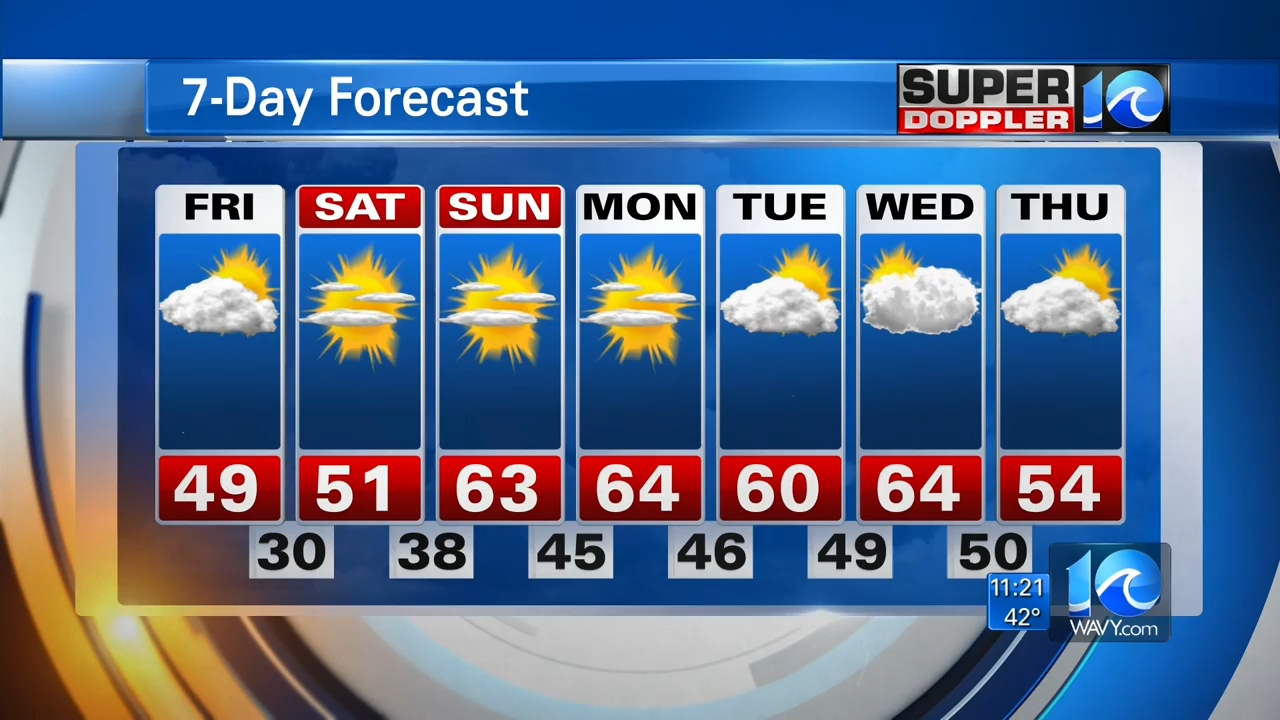 7-Day Forecast
SUPER
DOPPLER
10
FRI SAT SUN MON TUE WED THU
49 51 63 64 60 64 54
30 38 45 46 49 50
11:21
42°
10
WAVY.com